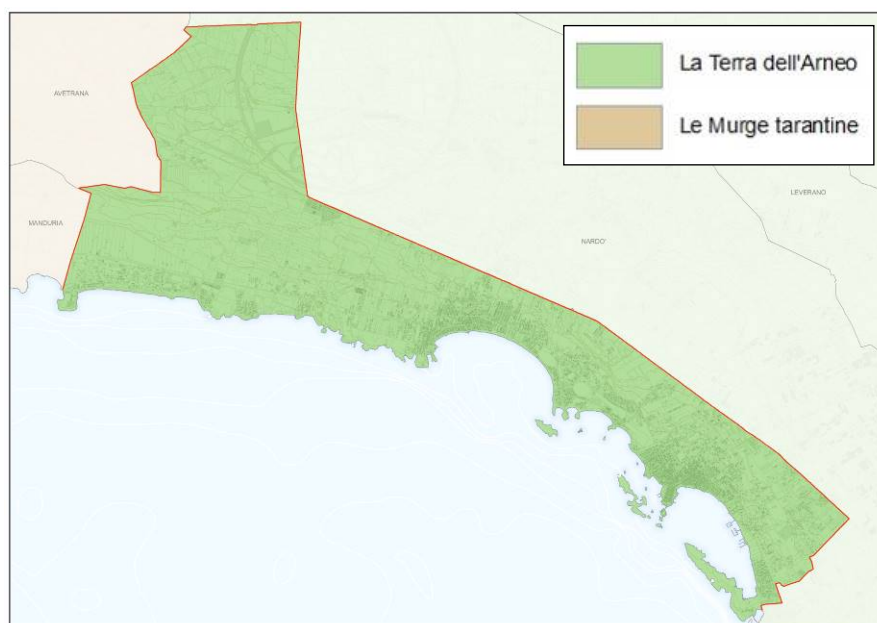 La Terra dell'Arneo
Le Murge tarantine
AVETRANA
LEVERANO
MANDURIA
NARDO'